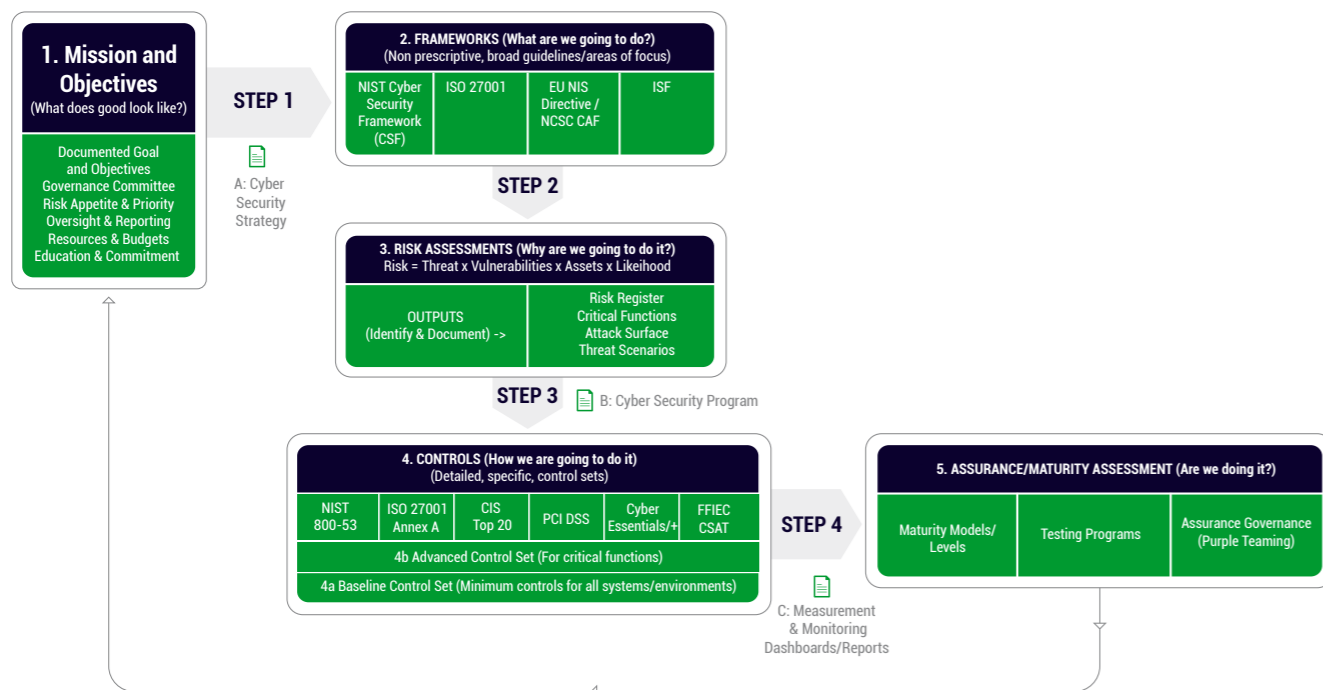 1. Mission and
Objectives
(What does good look like?)
Documented Goal
and Objectives
Governance Committee
Risk Appetite & Priority
Oversight & Reporting
Resources & Budgets
Education & Commitment
STEP 1
A: Cyber
Security
Strategy
2. FRAMEWORKS (What are we going to do?)
(Non prescriptive, broad guidelines/areas of focus)
NIST Cyber
Security
Framework
(CSF)
ISO 27001
EU NIS
Directive /
NCSC CAF
ISF
STEP 2
3. RISK ASSESSMENTS (Why are we going to do it?)
Risk = Threat x Vulnerabilities x Assets x Likeihood
OUTPUTS
(Identify & Document) ->
Risk Register
Critical Functions
Attack Surface
Threat Scenarios
STEP 3
B: Cyber Security Program
4. CONTROLS (How we are going to do it)
(Detailed, specific, control sets)
NIST
800-53
ISO 27001
Annex A
CIS
Top 20
PCI DSS
Cyber
Essentials/+
FFIEC
CSAT
4b Advanced Control Set (For critical functions)
4a Baseline Control Set (Minimum controls for all systems/environments)
STEP 4
C: Measurement
& Monitoring
Dashboards/Reports
5. ASSURANCE/MATURITY ASSESSMENT (Are we doing it?)
Maturity Models/
Levels
Testing Programs
Assurance Governance
(Purple Teaming)